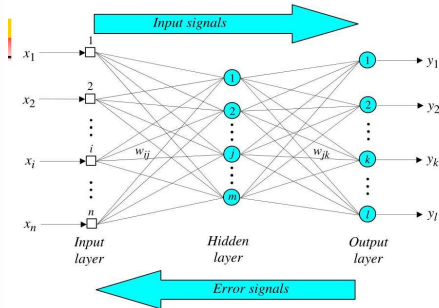 Input signals
1
x1
1
1
y1
2
x2
2
2
y2
i
xi
wij
j
wjk
k
yk
n
xn
m
l
yl
Input layer
Hidden layer
Output layer
Error signals